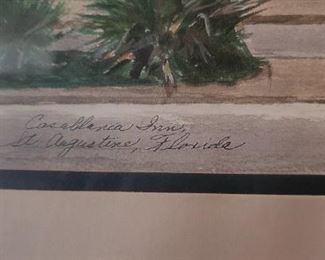 Casablanca Inn,
St. Augustine, Florida